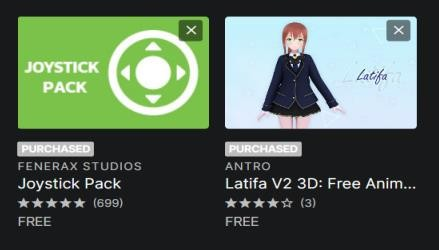 JOYSTICK
PACK
PURCHASED
FENERAX STUDIOS
Joystick Pack
(699)
FREE
Latifa
PURCHASED
ANTRO
Latifa V2 3D: Free Anim...
(3)
FREE